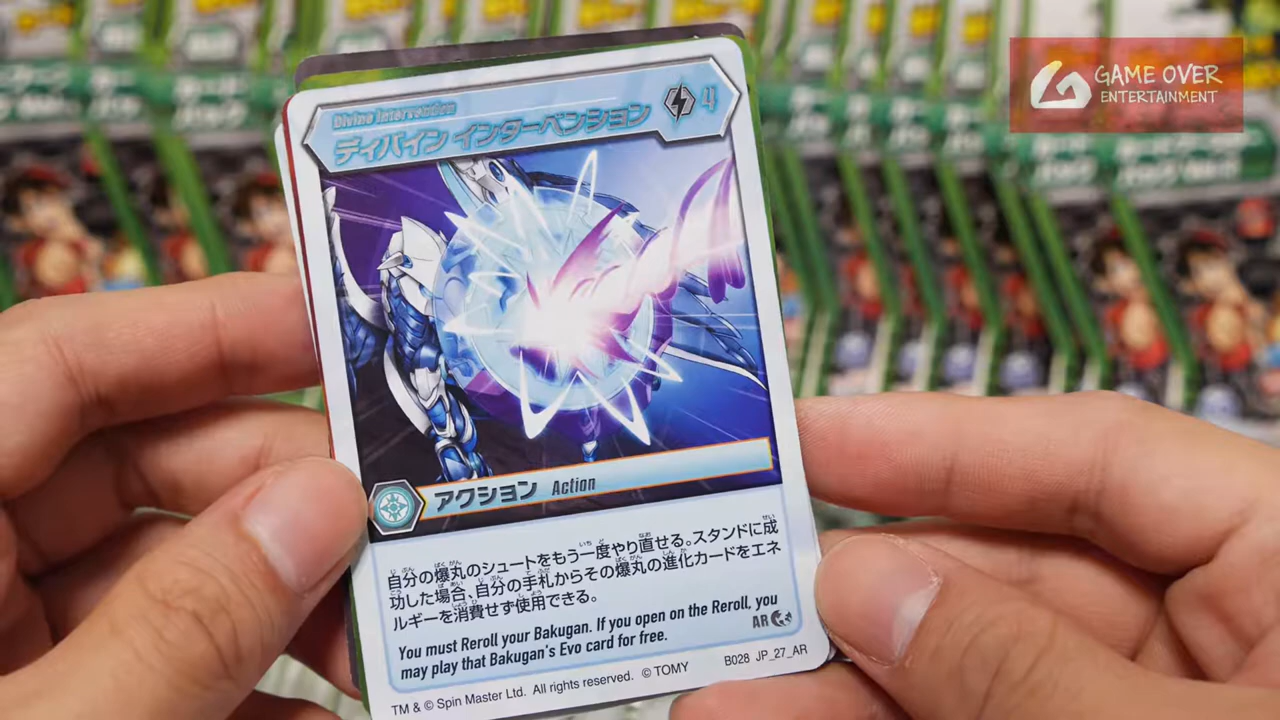 GAME OVER
ENTERTAINMENT
Divine Intervention
ディバイン インターベンション
4
アクション Action
自分の爆丸のシュートをもう一度やり直せる。スタンドに成
功した場合、自分の手札からその爆丸の進化カードをエネ
ルギーを消費せず使用できる。
You must Reroll your Bakugan. If you open on the Reroll, you
may play that Bakugan's Evo card for free.
AR
TM & © Spin Master Ltd. All rights reserved. © TOMY
B028 JP_27_AR